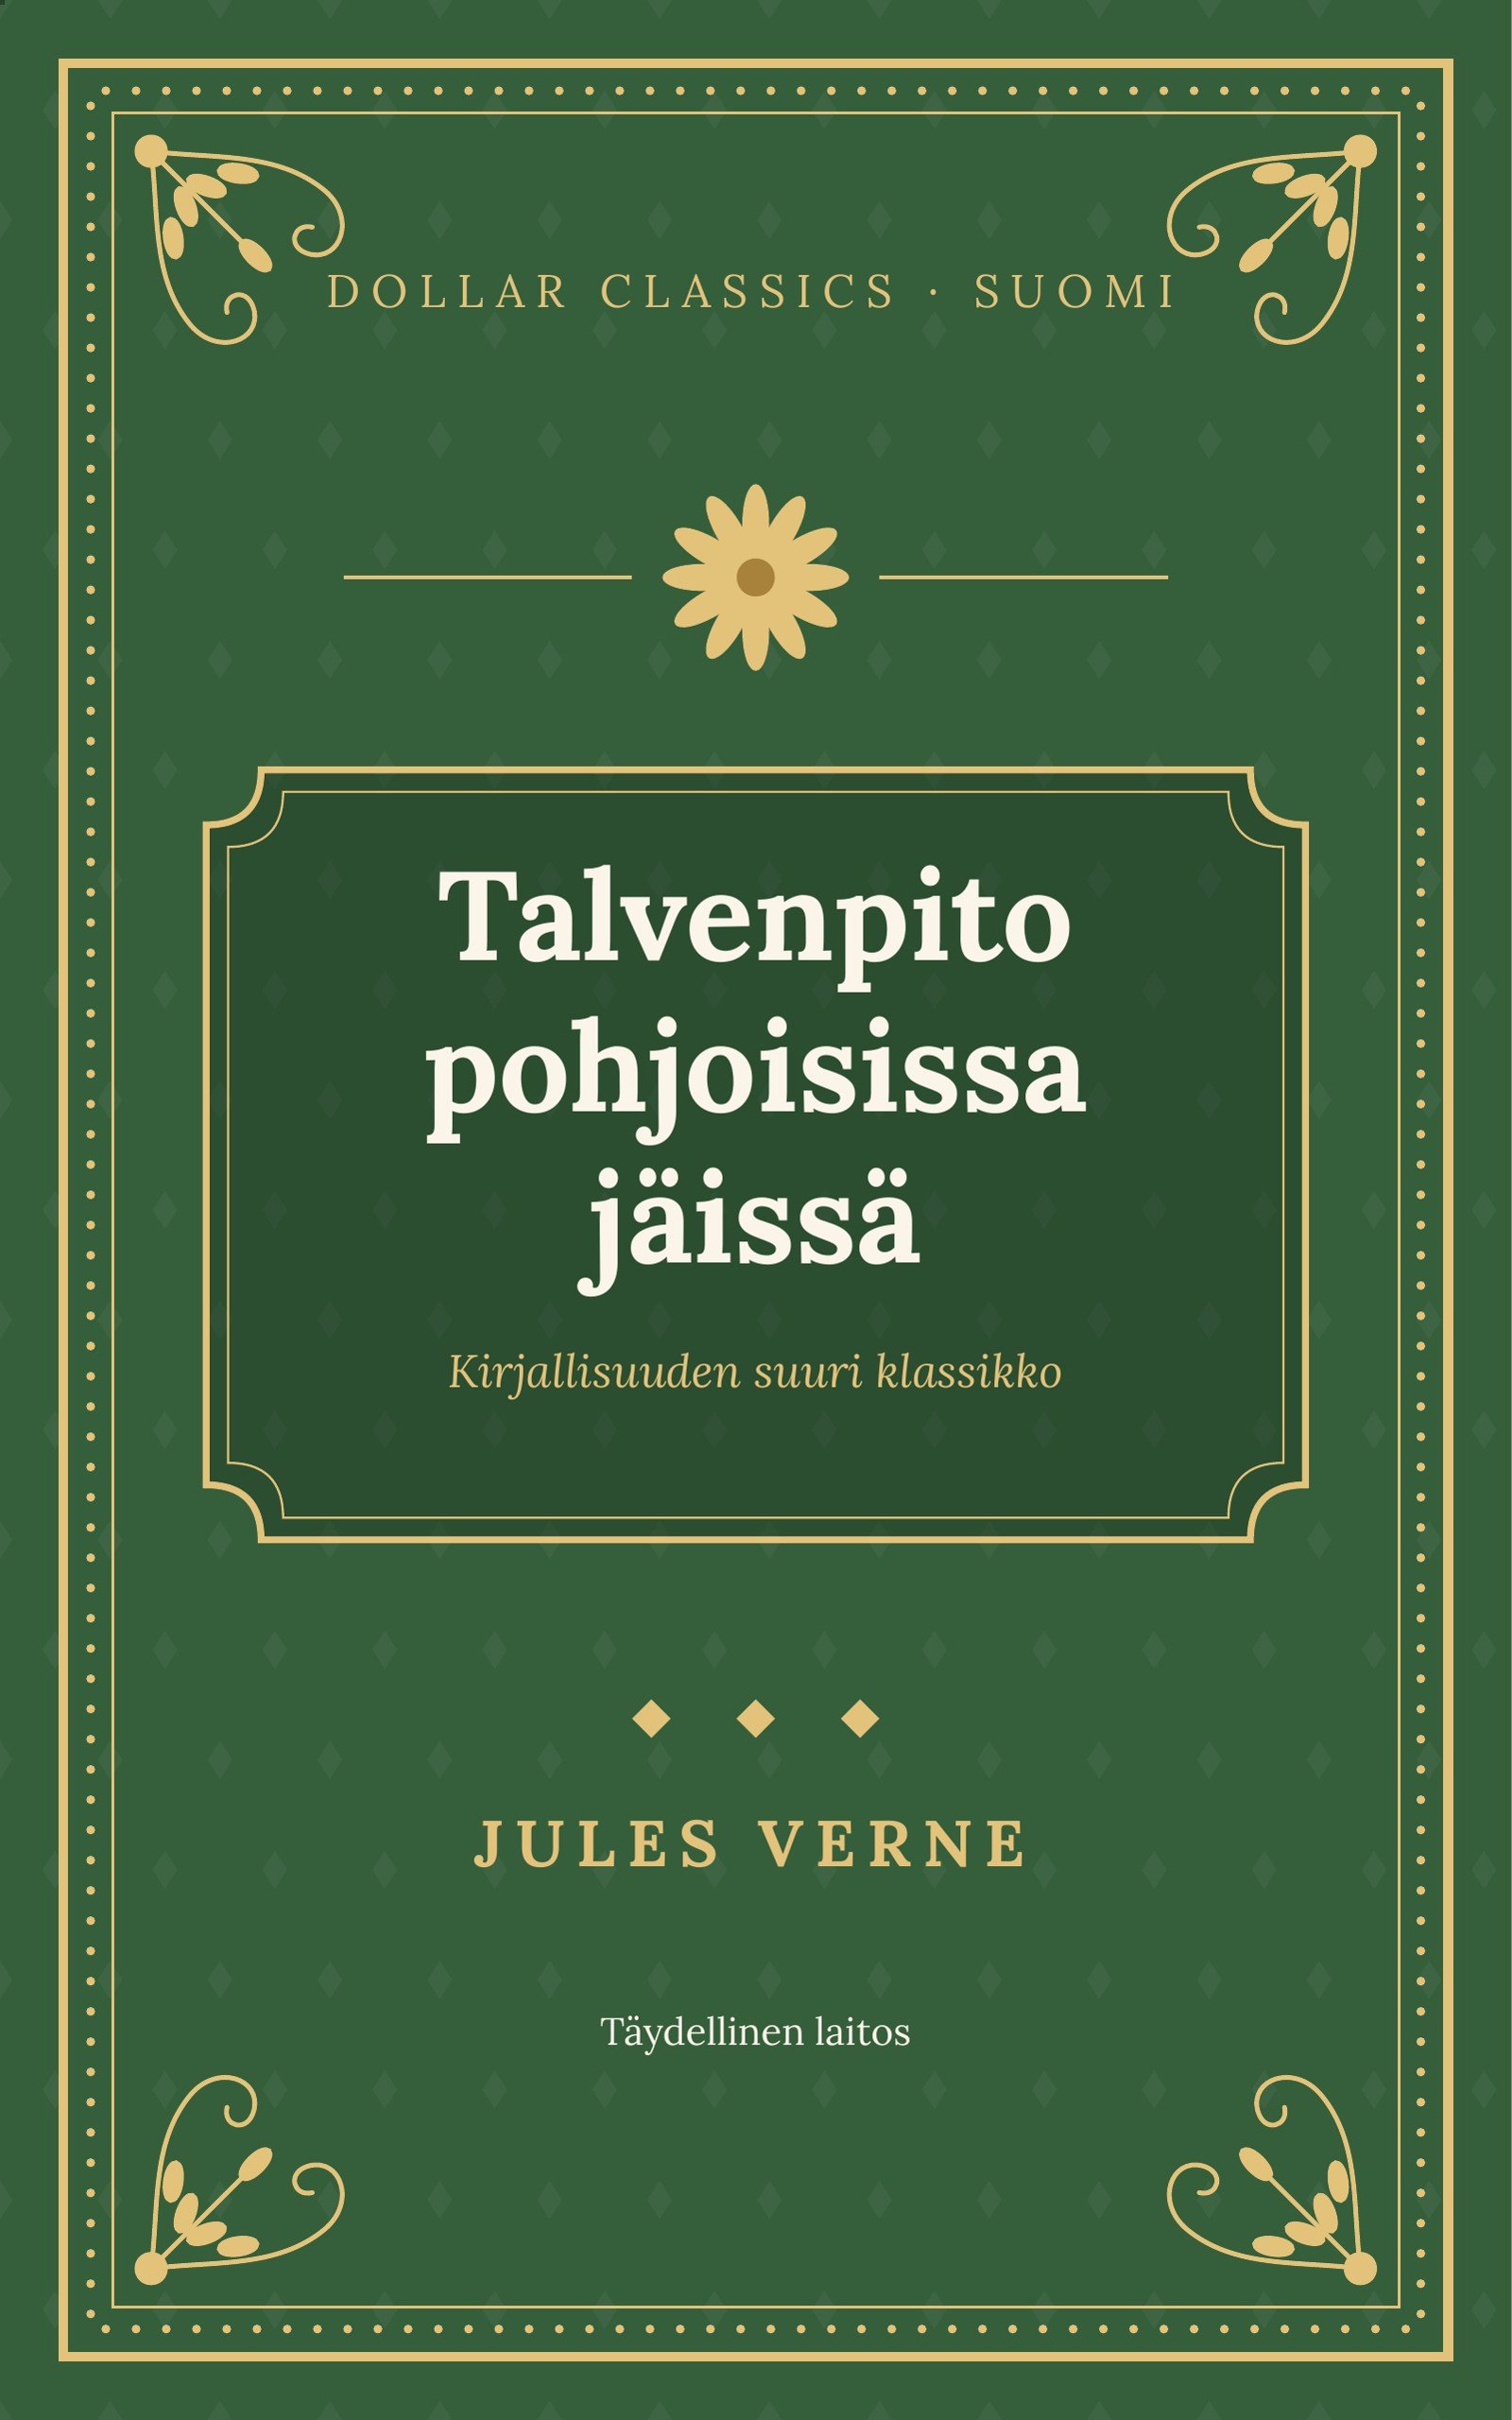 DOLLAR CLASSICS · SUOMI
Talvenpito
pohjoisissa
jäissä
Kirjallisuuden suuri klassikko
JULES VERNE
Täydellinen laitos